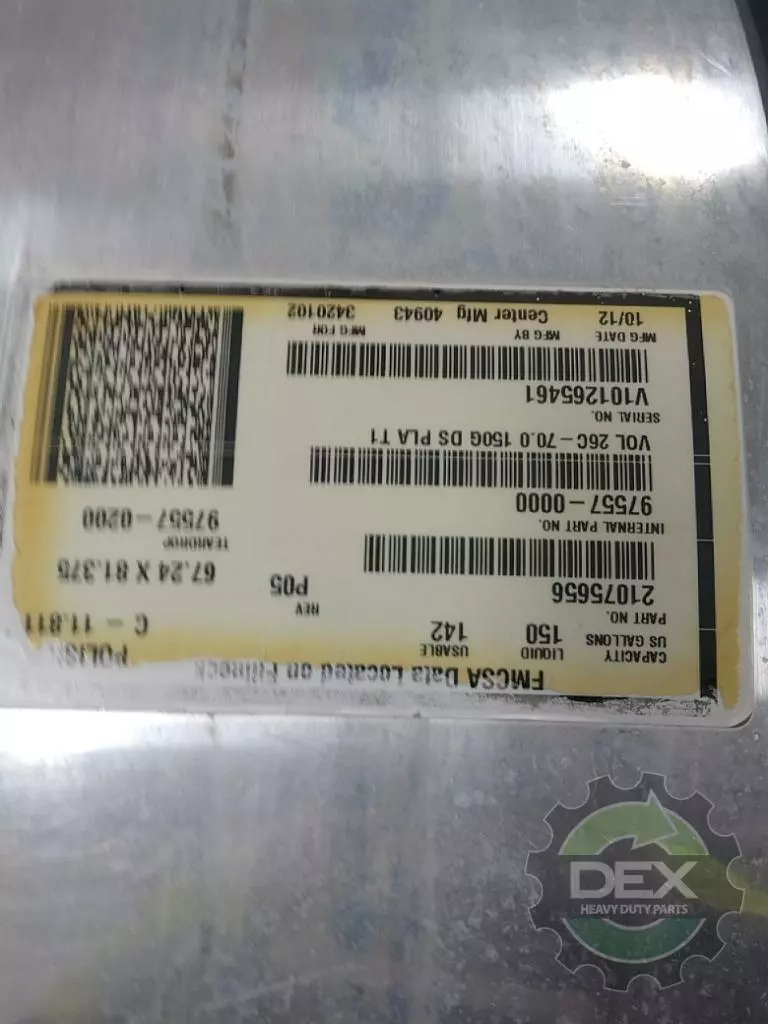 FMCSA Data Located on Fillneck
CAPACITY LIQUID USABLE
US GALLONS 150 142
C - 11.811
PART NO. REV
21075656 P05
67.24 X 81.375
TEARDROP
INTERNAL PART NO.
97557-0000
97557-0200
VOL 26C-70.0 150G DS PLA T1
SERIAL NO.
V101265461
MFG DATE MFG BY MFG FOR
10/12 Center Mfg 40943 3420102
DEX
HEAVY DUTY PARTS